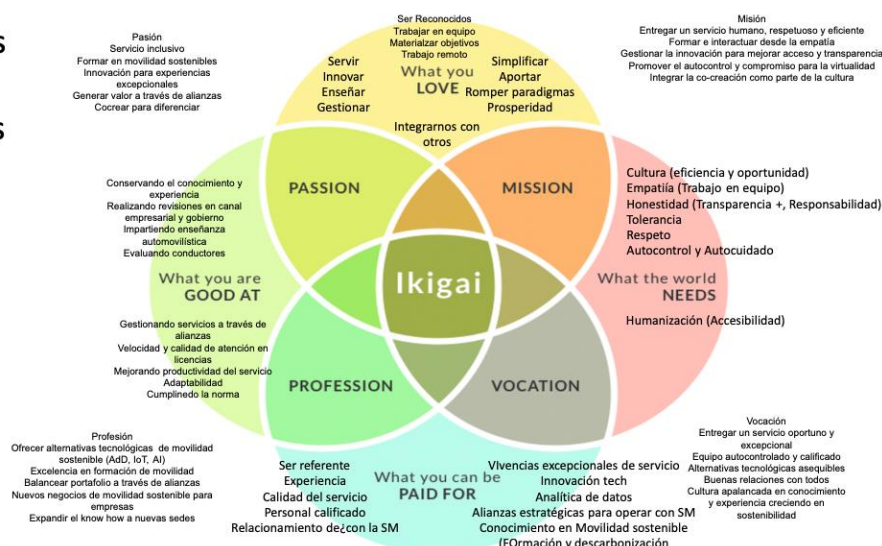 s
s
Pasión
Servicio inclusivo
Formar en movilidad sostenibles
Innovación para experiencias
excepcionales
Generar valor a través de alianzas
Cocrear para diferenciar
Ser Reconocidos
Trabajar en equipo
Materialzar objetivos
Trabajo remoto
Servir
Innovar
Enseñar
Gestionar
What you
LOVE
Simplificar
Aportar
Romper paradigmas
Prosperidad
Integrarnos con
otros
Misión
Entregar un servicio humano, respetuoso y eficiente
Formar e interactuar desde la empatía
Gestionar la innovación para mejorar acceso y transparencia
Promover el autocontrol y compromiso para la virtualidad
Integrar la co-creación como parte de la cultura
PASSION
MISSION
Conservando el conocimiento y
experiencia
Realizando revisiones en canal
empresarial y gobierno
Impartiendo enseñanza
automovilística
Evaluando conductores
What you are
GOOD AT
Gestionando servicios a través de
alianzas
Velocidad y calidad de atención en
licencias
Mejorando productividad del servicio
Adaptabilidad
Cumplinedo la norma
Ikigai
Cultura (eficiencia y oportunidad)
Empatiía (Trabajo en equipo)
Honestidad (Transparencia +, Responsabilidad)
Tolerancia
Respeto
Autocontrol y Autocuidado
What the world
NEEDS
Humanización (Accesibilidad)
PROFESSION
VOCATION
Profesión
Ofrecer alternativas tecnológicas de movilidad
sostenible (AdD, IoT, AI)
Excelencia en formación de movilidad
Balancear portafolio a través de alianzas
Nuevos negocios de movilidad sostenible para
empresas
Expandir el know how a nuevas sedes
Ser referente
Experiencia
Calidad del servicio
Personal calificado
Relacionamiento de¿con la SM
What you can be
PAID FOR
VIvencias excepcionales de servicio
Innovación tech
Analítica de datos
Alianzas estratégicas para operar con SM
Conocimiento en Movilidad sostenible
(FOrmación y descarbonización
Vocación
Entregar un servicio oportuno y
excepcional
Equipo autocontrolado y calificado
Alternativas tecnológicas asequibles
Buenas relaciones con todos
Cultura apalancada en conocimiento
y experiencia creciendo en
sostenibilidad